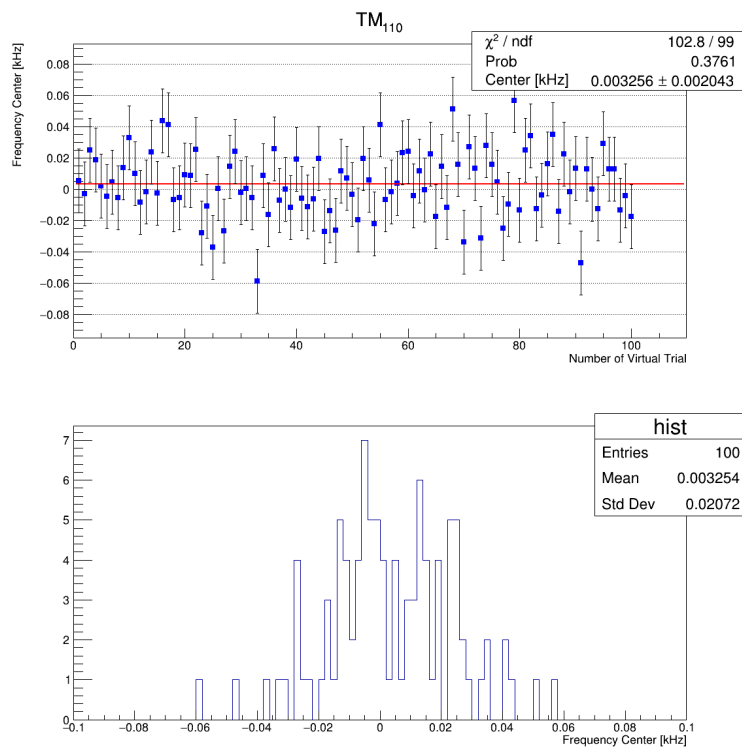 TM110
χ² / ndf 102.8 / 99
Prob 0.3761
Center [kHz] 0.003256 ± 0.002043
Frequency Center [kHz]
0.08
0.06
0.04
0.02
0
−0.02
−0.04
−0.06
−0.08
0 20 40 60 80 100
Number of Virtual Trial
hist
Entries 100
Mean 0.003254
Std Dev 0.02072
7
6
5
4
3
2
1
0
−0.1 −0.08 −0.06 −0.04 −0.02 0 0.02 0.04 0.06 0.08 0.1
Frequency Center [kHz]